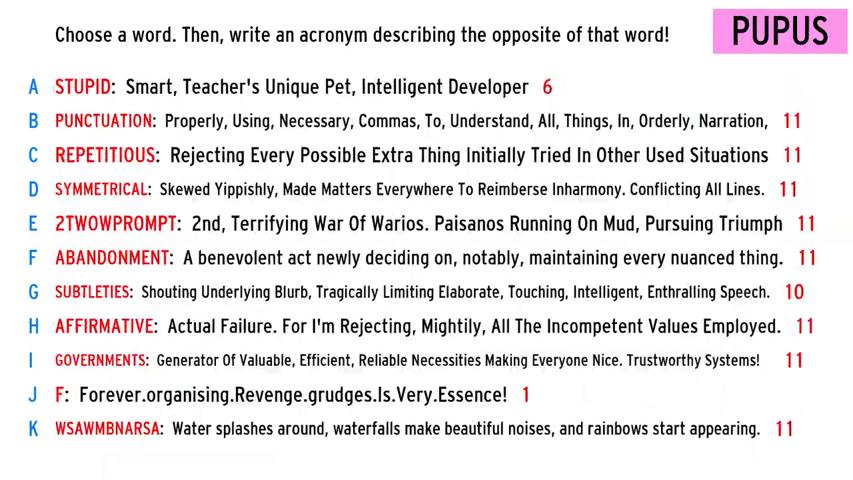 Choose a word. Then, write an acronym describing the opposite of that word!
PUPUS
A STUPID: Smart, Teacher's Unique Pet, Intelligent Developer 6
B PUNCTUATION: Properly, Using, Necessary, Commas, To, Understand, All, Things, In, Orderly, Narration, 11
C REPETITIOUS: Rejecting Every Possible Extra Thing Initially Tried In Other Used Situations 11
D SYMMETRICAL: Skewed Yippishly, Made Matters Everywhere To Reimberse Inharmony. Conflicting All Lines. 11
E 2TWOWPROMPT: 2nd, Terrifying War Of Warios. Paisanos Running On Mud, Pursuing Triumph 11
F ABANDONMENT: A benevolent act newly deciding on, notably, maintaining every nuanced thing. 11
G SUBTLETIES: Shouting Underlying Blurb, Tragically Limiting Elaborate, Touching, Intelligent, Enthralling Speech. 10
H AFFIRMATIVE: Actual Failure. For I'm Rejecting, Mightily, All The Incompetent Values Employed. 11
I GOVERNMENTS: Generator Of Valuable, Efficient, Reliable Necessities Making Everyone Nice. Trustworthy Systems! 11
J F: Forever.organising.Revenge.grudges.Is.Very.Essence! 1
K WSAWMBNARSA: Water splashes around, waterfalls make beautiful noises, and rainbows start appearing. 11